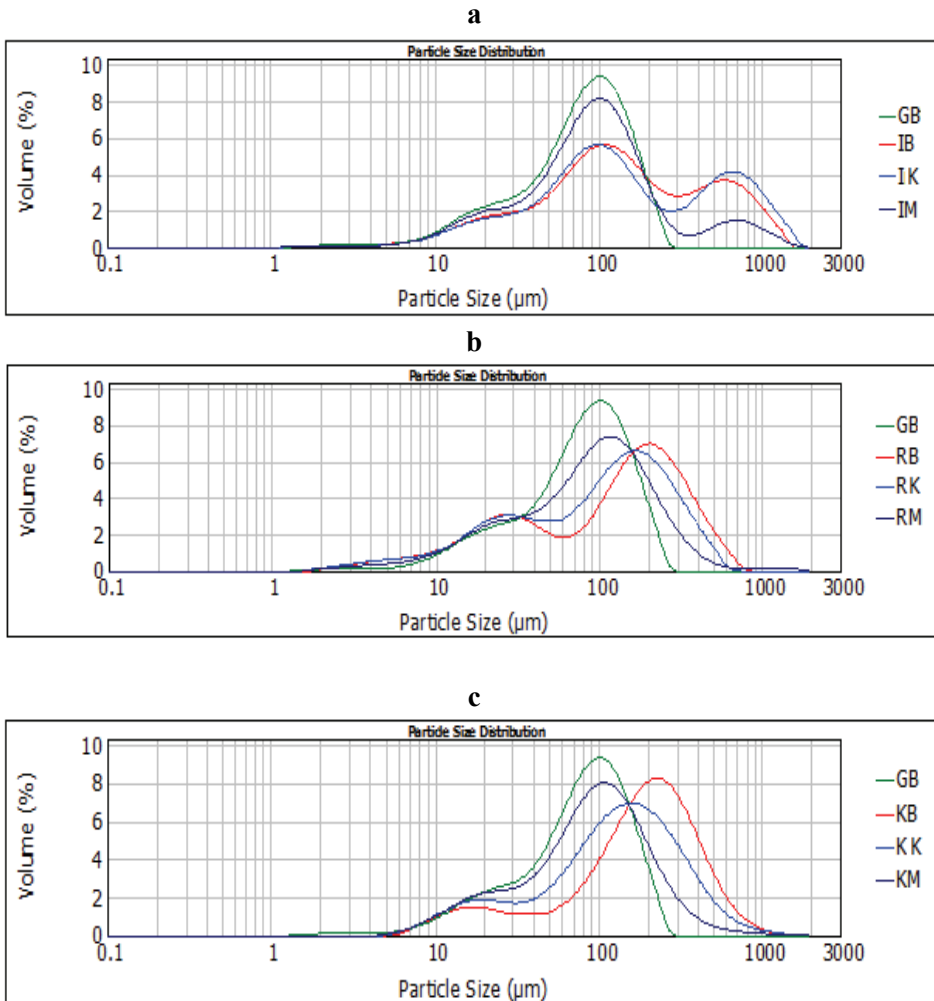 a
Particle Size Distribution
10
8
6
4
2
0
Volume (%)
0.1 1 10 100 1000 3000
Particle Size (µm)
GB
IB
IK
IM
b
Particle Size Distribution
10
8
6
4
2
0
Volume (%)
0.1 1 10 100 1000 3000
Particle Size (µm)
GB
RB
RK
RM
c
Particle Size Distribution
10
8
6
4
2
0
Volume (%)
0.1 1 10 100 1000 3000
Particle Size (µm)
GB
KB
KK
KM